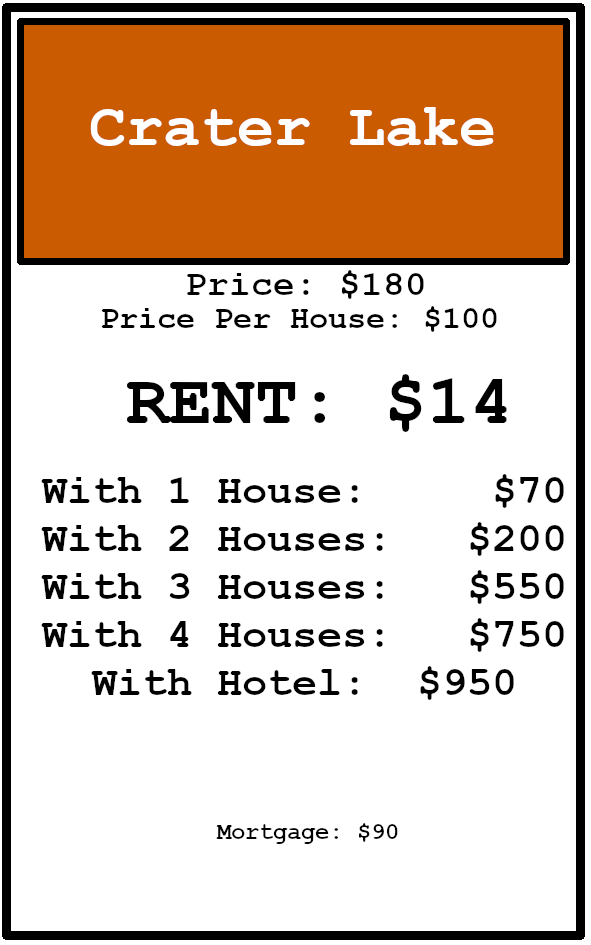 Crater Lake
Price: $180
Price Per House: $100
RENT: $14
With 1 House: $70
With 2 Houses: $200
With 3 Houses: $550
With 4 Houses: $750
With Hotel: $950
Mortgage: $90